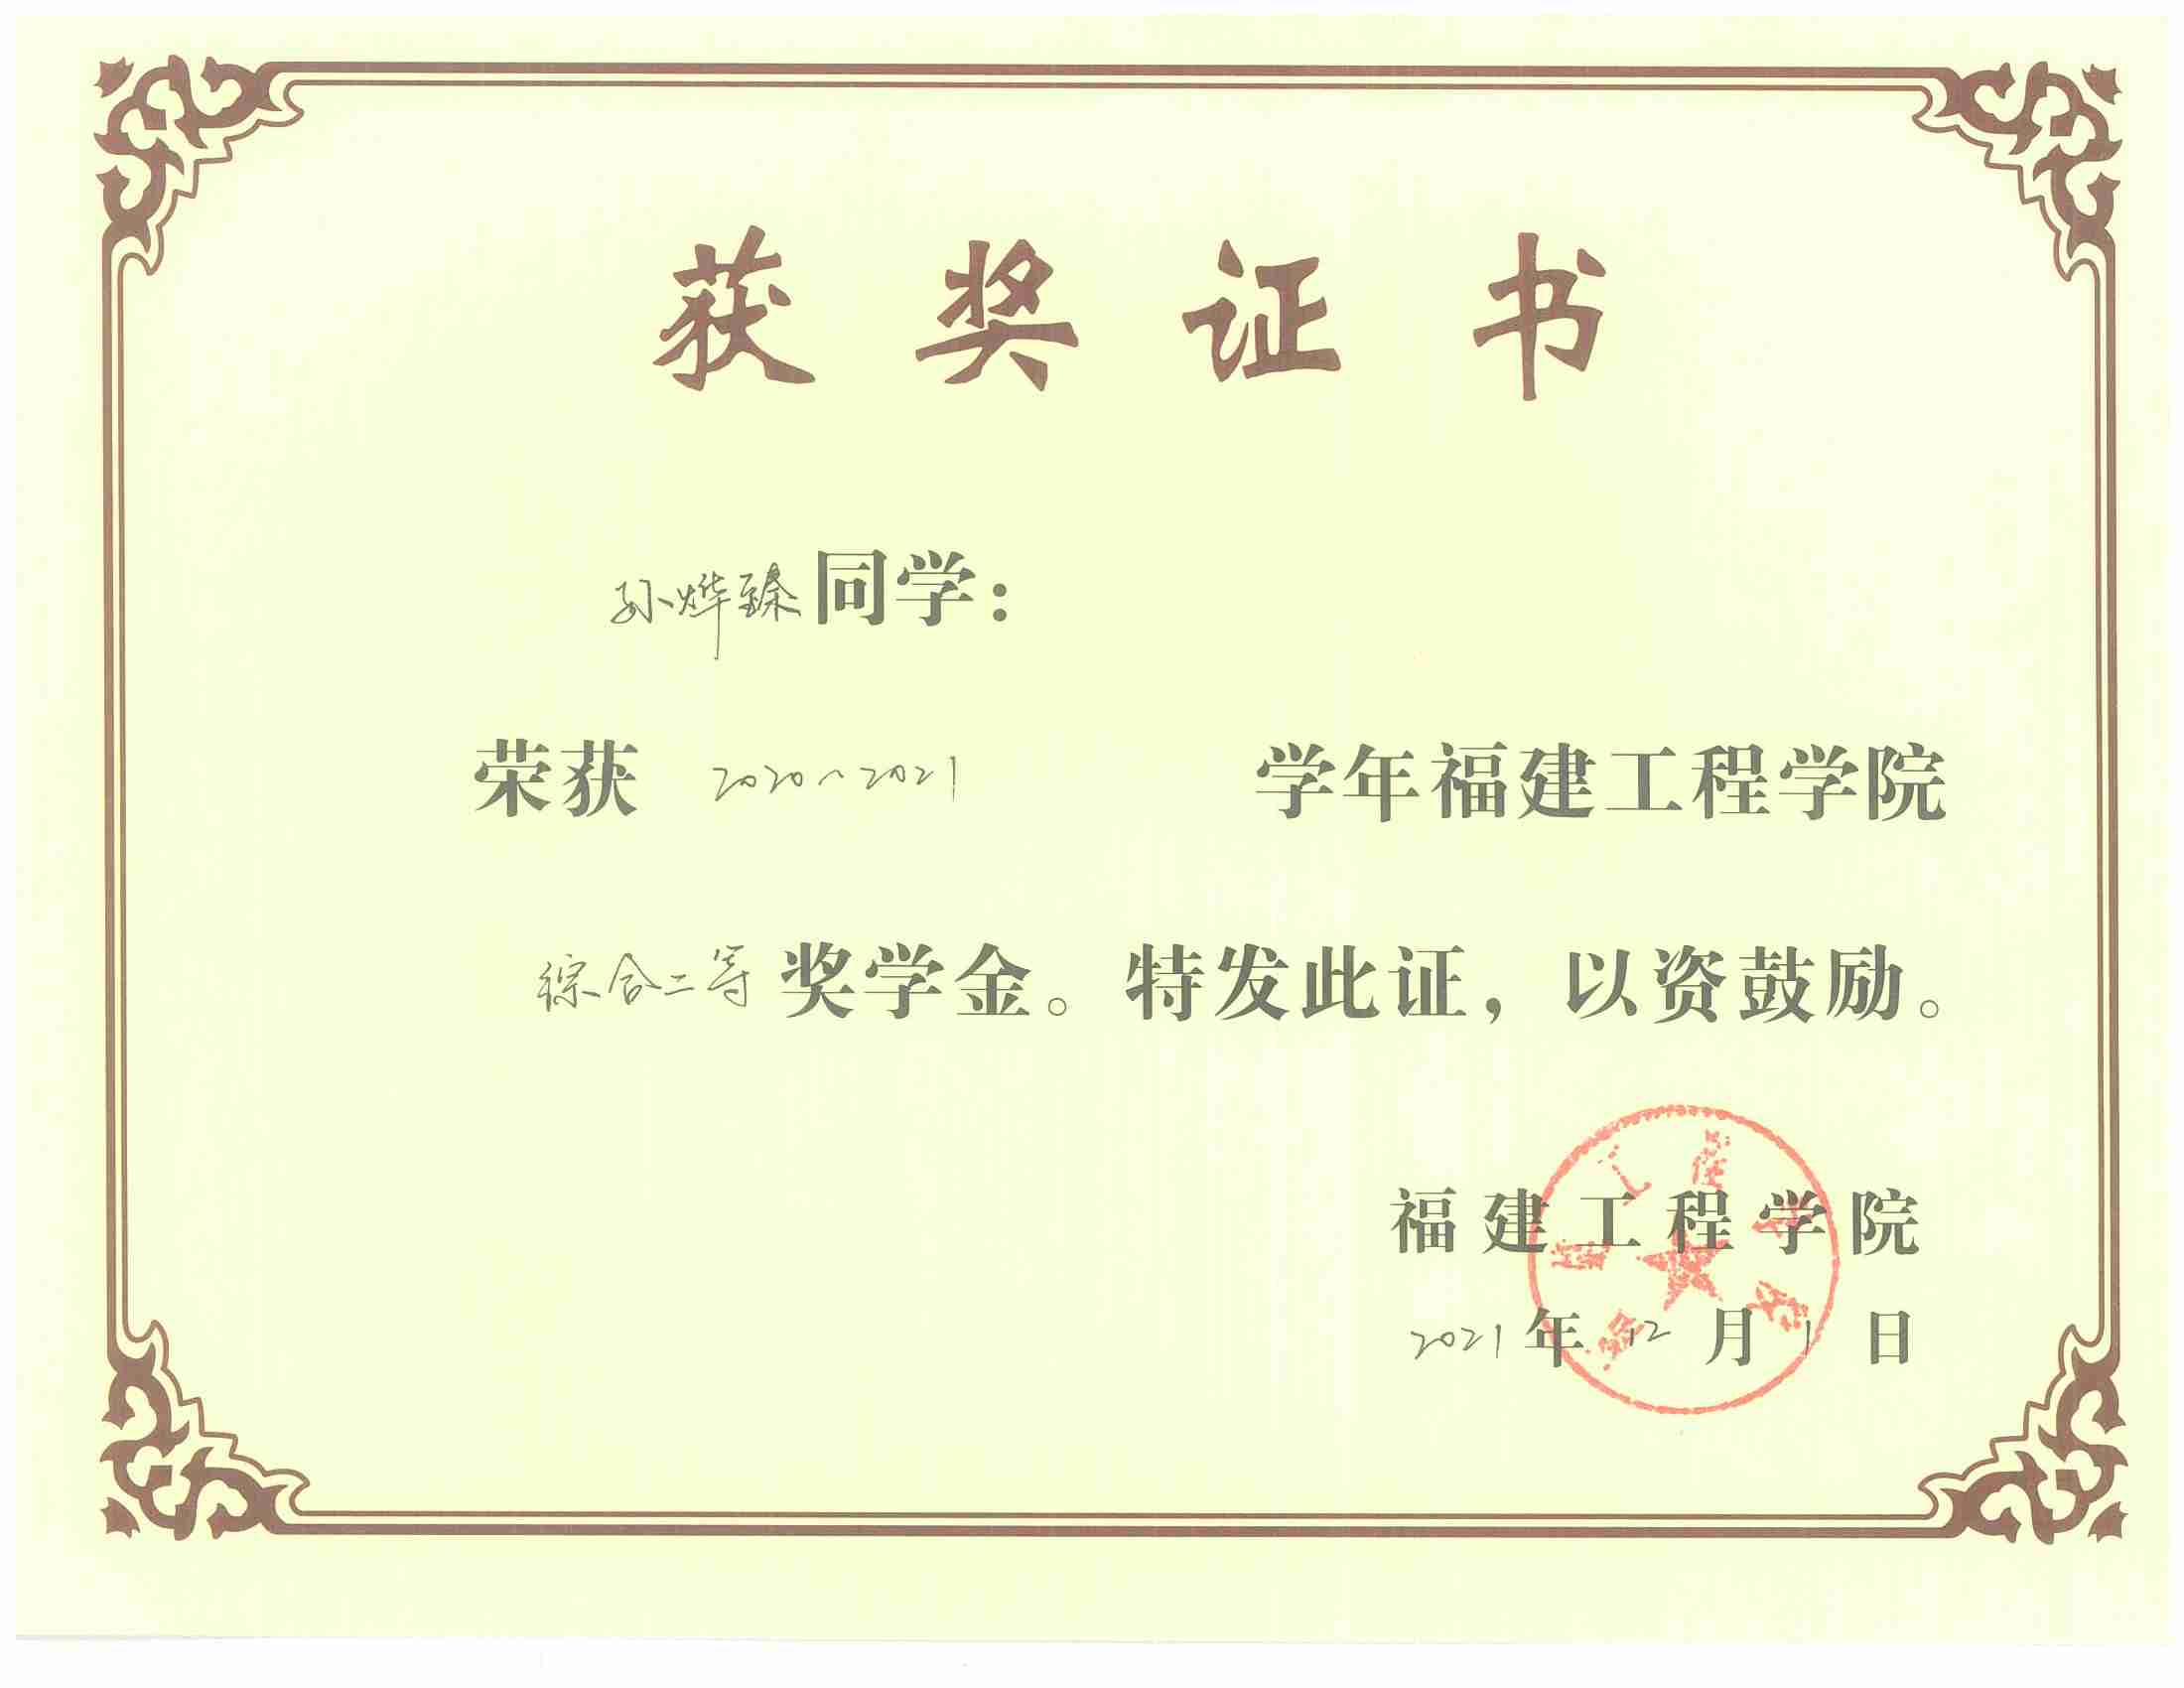 获奖证书
孙烨臻同学：
荣获 2020~2021 学年福建工程学院
综合二等奖学金。特发此证，以资鼓励。
福建工程学院
2021年12月1日